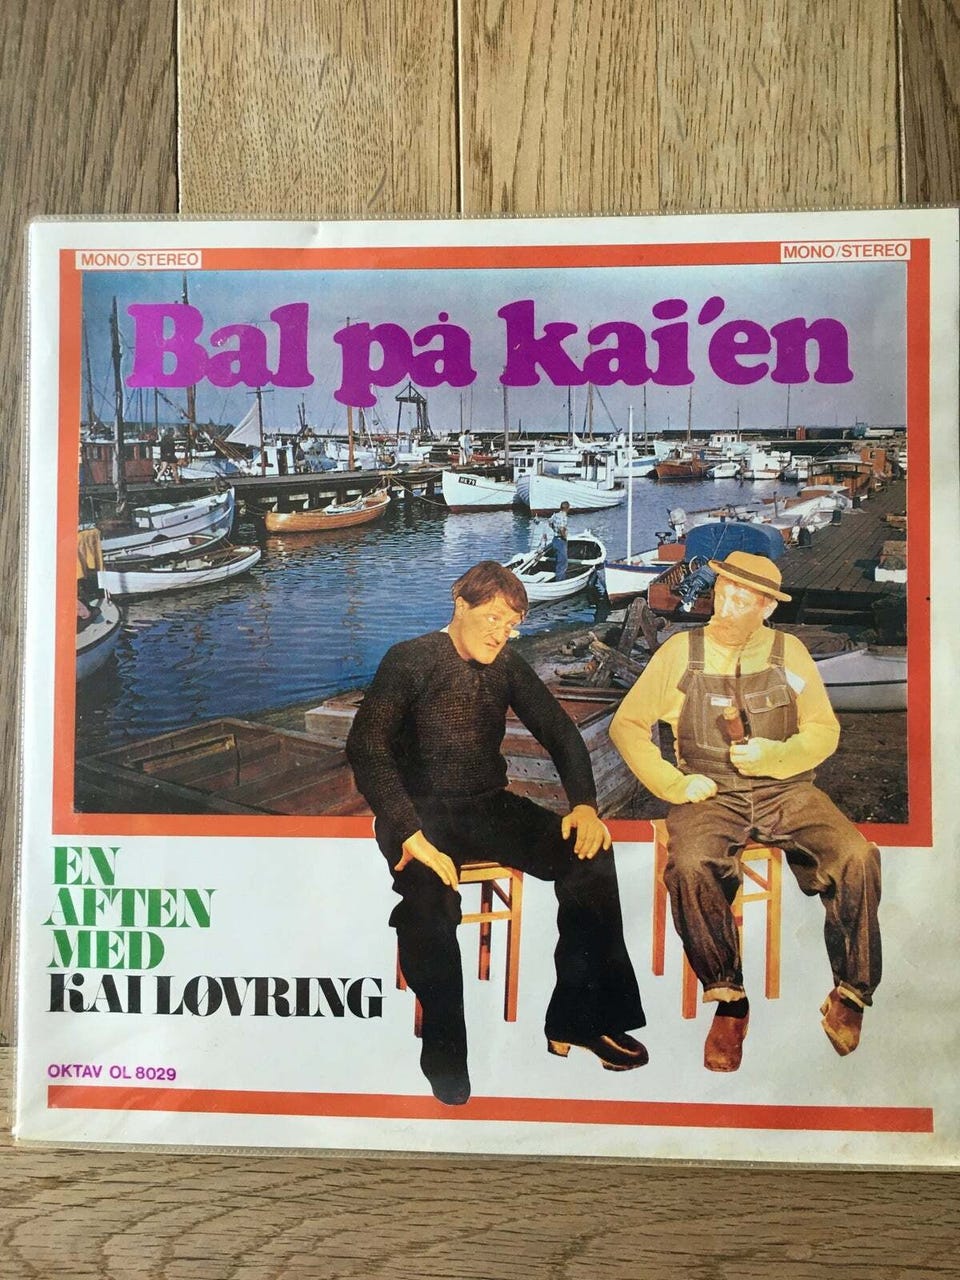 MONO/STEREO
MONO/STEREO
Bal på kai'en
EN
AFTEN
MED
KAI LØVRING
OKTAV OL 8029